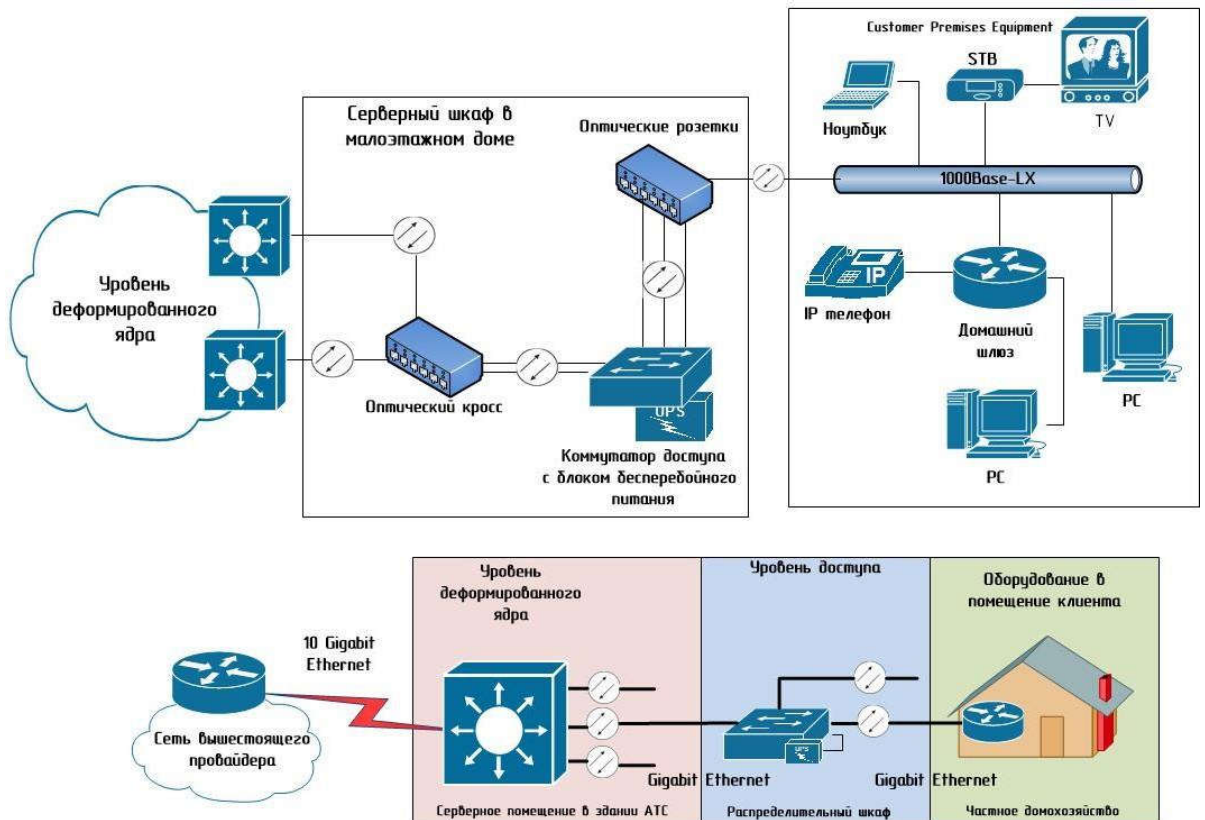 Customer Premises Equipment
STB
TV
Ноутбук
1000Base-LX
IP
IP телефон
Домашний
шлюз
PC
PC
Серверный шкаф в
малоэтажном доме
Оптические розетки
Уровень
деформированного
ядра
Оптический кросс
UPS
Коммутатор доступа
с блоком бесперебойного
питания
Уровень
деформированного
ядра
Уровень доступа
Оборудование в
помещение клиента
10 Gigabit
Ethernet
Сеть вышестоящего
провайдера
UPS
Gigabit Ethernet
Gigabit Ethernet
Серверное помещение в здании АТС
Распределительный шкаф
Частное домохозяйство